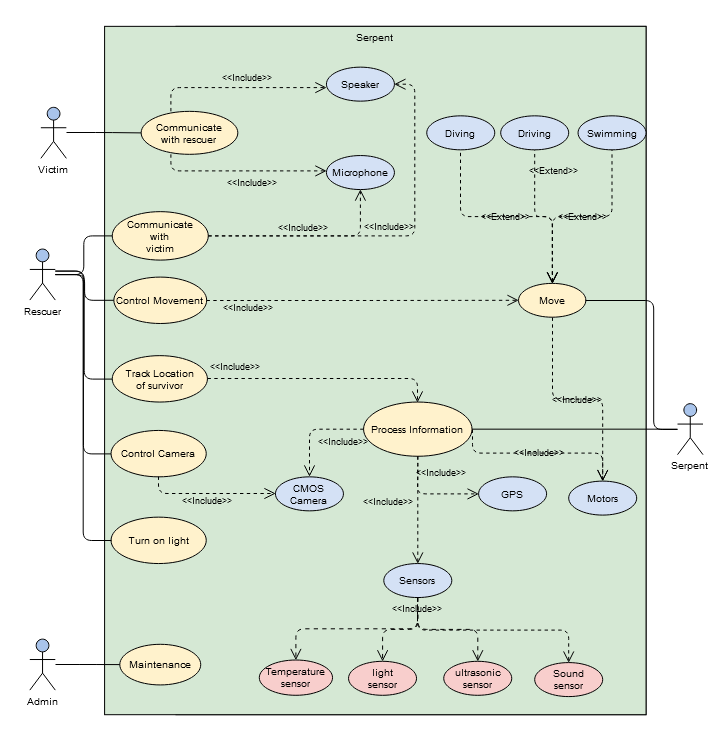 Serpent
<<Include>>
Speaker
Communicate
with rescuer
Diving
Driving
Swimming
Victim
<<Include>>
Microphone
<<Extend>>
Communicate
with
victim
<<Include>>
<<Include>>
<<Extend>>
<<Extend>>
Rescuer
Control Movement
<<Include>>
Move
Track Location
of survivor
<<Include>>
<<Include>>
Process Information
<<Include>>
Control Camera
<<Include>>
<<Include>>
Serpent
<<Include>>
CMOS
Camera
<<Include>>
GPS
Motors
Turn on light
Sensors
<<Include>>
Maintenance
Temperature
sensor
light
sensor
ultrasonic
sensor
Sound
sensor
Admin